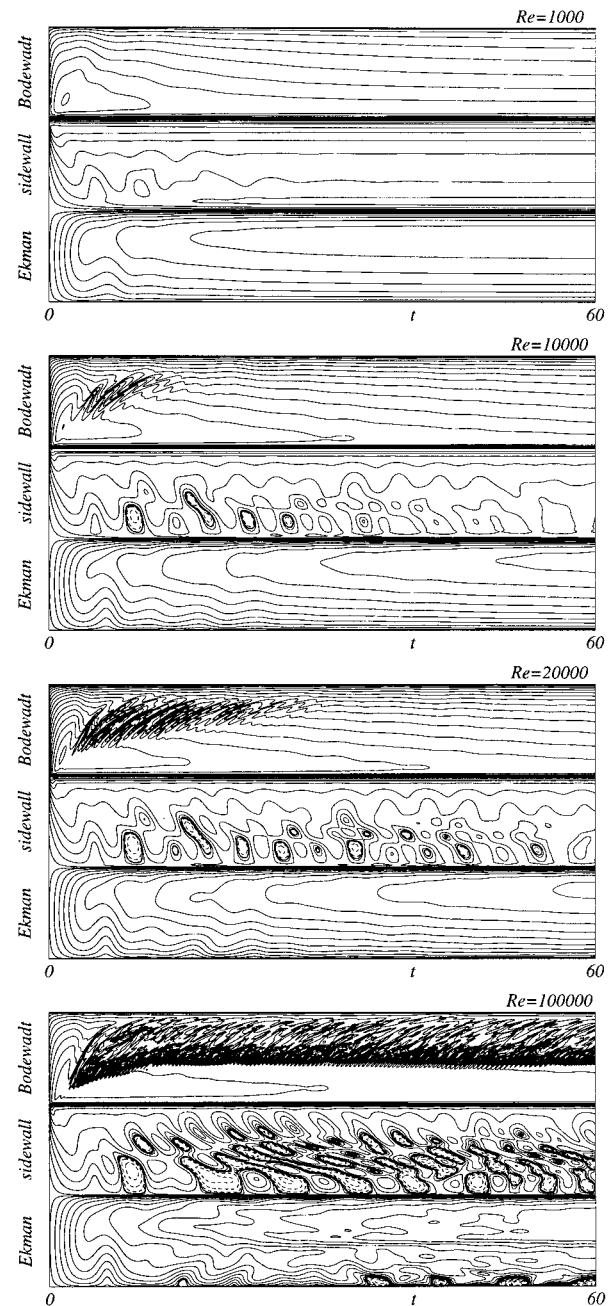 Re=1000
Bodewadt
sidewall
Ekman
0 t 60
Re=10000
Bodewadt
sidewall
Ekman
0 t 60
Re=20000
Bodewadt
sidewall
Ekman
0 t 60
Re=100000
Bodewadt
sidewall
Ekman
0 t 60